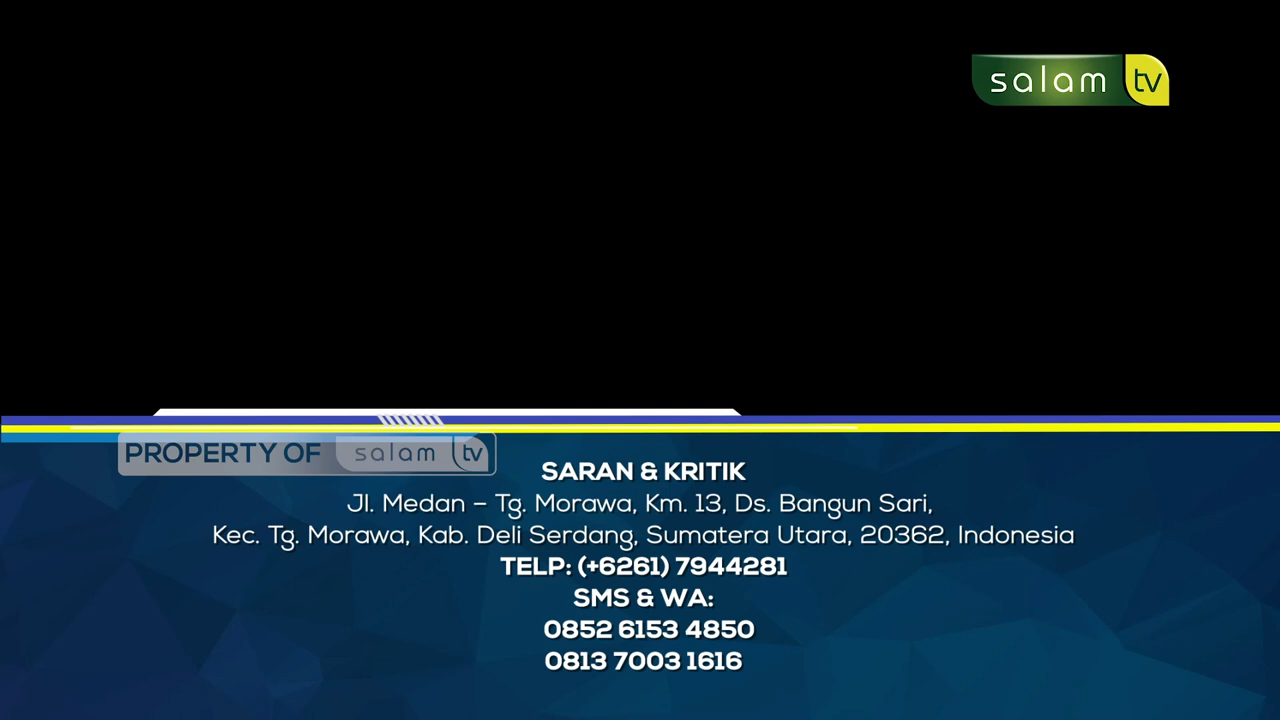 salam tv
PROPERTY OF salam tv
SARAN & KRITIK
Jl. Medan – Tg. Morawa, Km. 13, Ds. Bangun Sari,
Kec. Tg. Morawa, Kab. Deli Serdang, Sumatera Utara, 20362, Indonesia
TELP: (+6261) 7944281
SMS & WA:
0852 6153 4850
0813 7003 1616